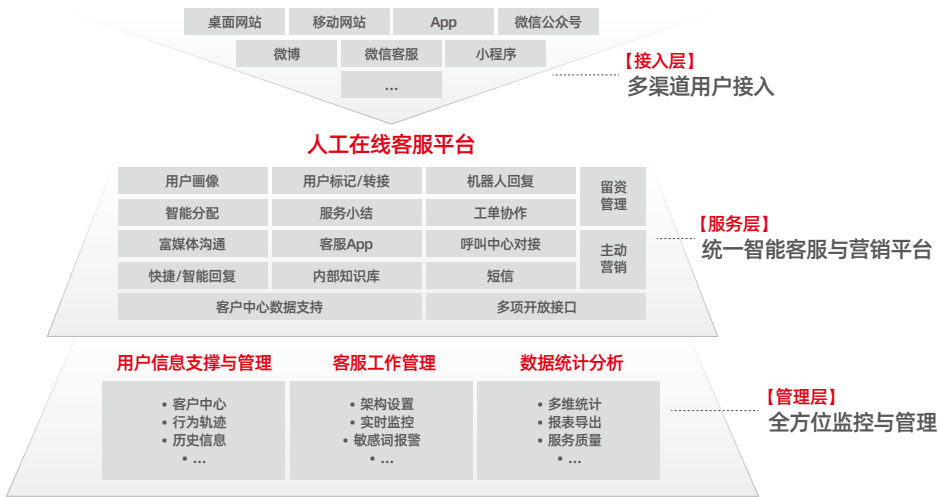 桌面网站
移动网站
App
微信公众号
微博
微信客服
小程序
...
【接入层】
多渠道用户接入
人工在线客服平台
用户画像
用户标记/转接
机器人回复
留资
管理
智能分配
服务小结
工单协作
富媒体沟通
客服App
呼叫中心对接
主动
营销
快捷/智能回复
内部知识库
短信
客户中心数据支持
多项开放接口
【服务层】
统一智能客服与营销平台
用户信息支撑与管理
• 客户中心
• 行为轨迹
• 历史信息
• ...
客服工作管理
• 架构设置
• 实时监控
• 敏感词报警
• ...
数据统计分析
• 多维统计
• 报表导出
• 服务质量
• ...
【管理层】
全方位监控与管理